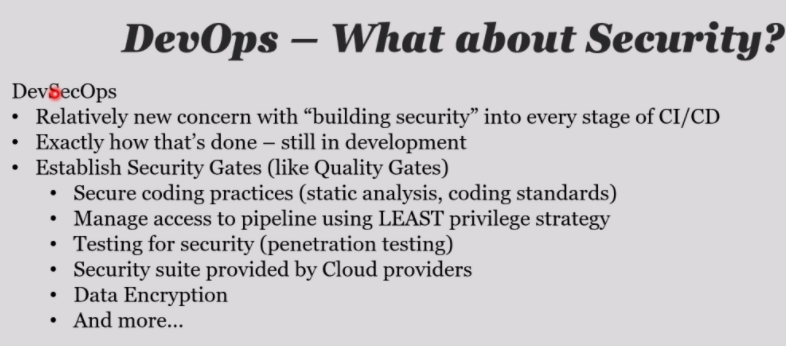 DevOps – What about Security?
DevSecOps
• Relatively new concern with “building security” into every stage of CI/CD
• Exactly how that’s done – still in development
• Establish Security Gates (like Quality Gates)
• Secure coding practices (static analysis, coding standards)
• Manage access to pipeline using LEAST privilege strategy
• Testing for security (penetration testing)
• Security suite provided by Cloud providers
• Data Encryption
• And more…